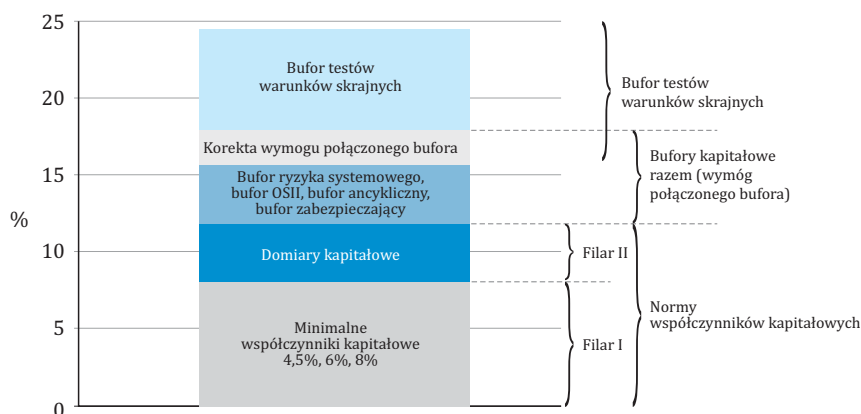 25
20
15
%
10
5
0
Bufor testów
warunków skrajnych
Korekta wymogu połączonego bufora
Bufor ryzyka systemowego,
bufor OSII, bufor ancykliczny,
bufor zabezpieczający
Domiary kapitałowe
Minimalne
współczynniki kapitałowe
4,5%, 6%, 8%
Filar II
Filar I
Bufor testów
warunków skrajnych
Bufory kapitałowe
razem (wymóg
połączonego bufora)
Normy
współczynników kapitałowych